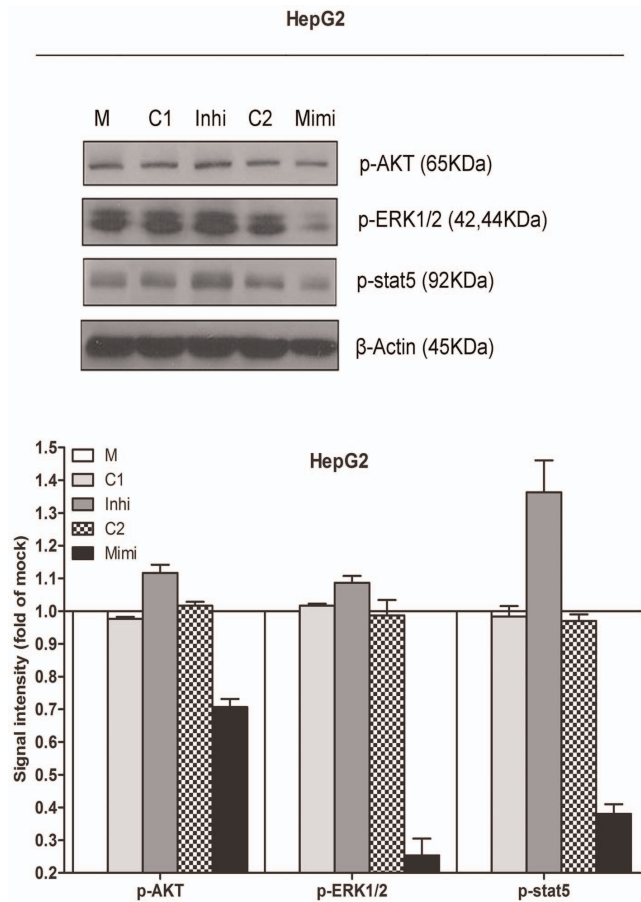 HepG2
M C1 Inhi C2 Mimi
p-AKT (65KDa)
p-ERK1/2 (42,44KDa)
p-stat5 (92KDa)
β-Actin (45KDa)
HepG2
M
C1
Inhi
C2
Mimi
Signal intensity (fold of mock)
1.5
1.4
1.3
1.2
1.1
1.0
0.9
0.8
0.7
0.6
0.5
0.4
0.3
0.2
p-AKT p-ERK1/2 p-stat5